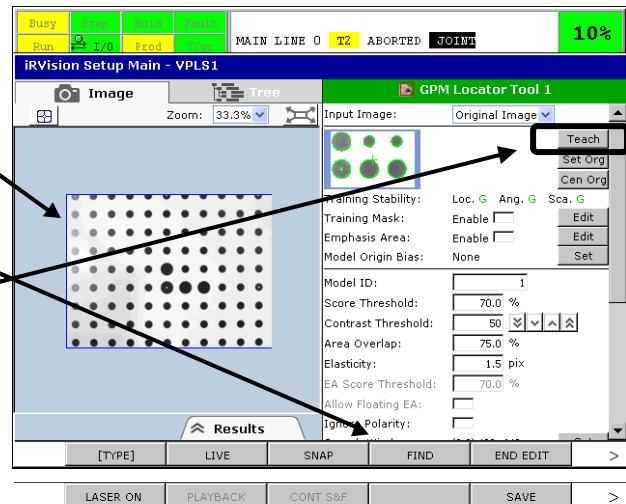 Busy Step Hold Fault
Run I/O Prod TCyc
MAIN LINE 0 T2 ABORTED JOINT
10%
iRVision Setup Main - VPLS1
Image Tree
Zoom: 33.3%
GPM Locator Tool 1
Input Image: Original Image
Teach
Set Org
Cen Org
Training Stability: Loc. G Ang. G Sca. G
Training Mask: Enable Edit
Emphasis Area: Enable Edit
Model Origin Bias: None Set
Model ID: 1
Score Threshold: 70.0 %
Contrast Threshold: 50
Area Overlap: 75.0 %
Elasticity: 1.5 pix
EA Score Threshold: 70.0 %
Allow Floating EA:
Ignore Polarity:
Results
[TYPE] LIVE SNAP FIND END EDIT >
LASER ON PLAYBACK CONT S&F SAVE >